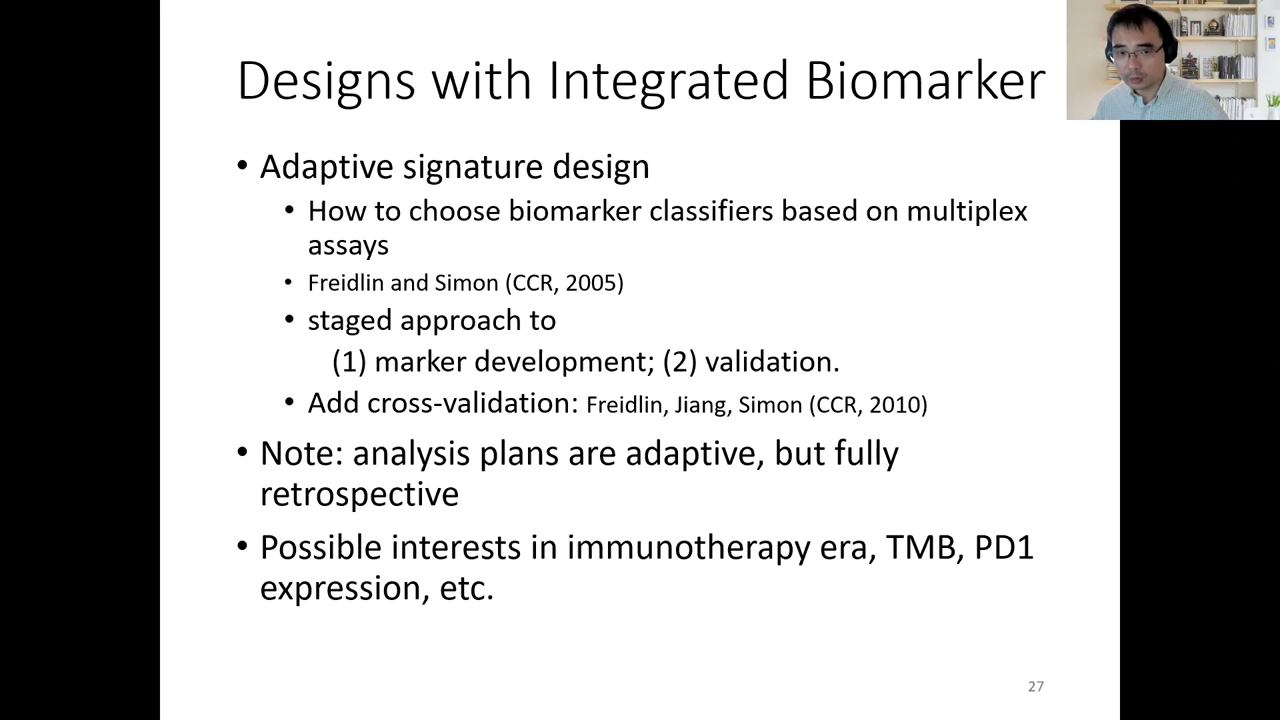 Designs with Integrated Biomarker
• Adaptive signature design
• How to choose biomarker classifiers based on multiplex
assays
• Freidlin and Simon (CCR, 2005)
• staged approach to
(1) marker development; (2) validation.
• Add cross-validation: Freidlin, Jiang, Simon (CCR, 2010)
• Note: analysis plans are adaptive, but fully
retrospective
• Possible interests in immunotherapy era, TMB, PD1
expression, etc.
27